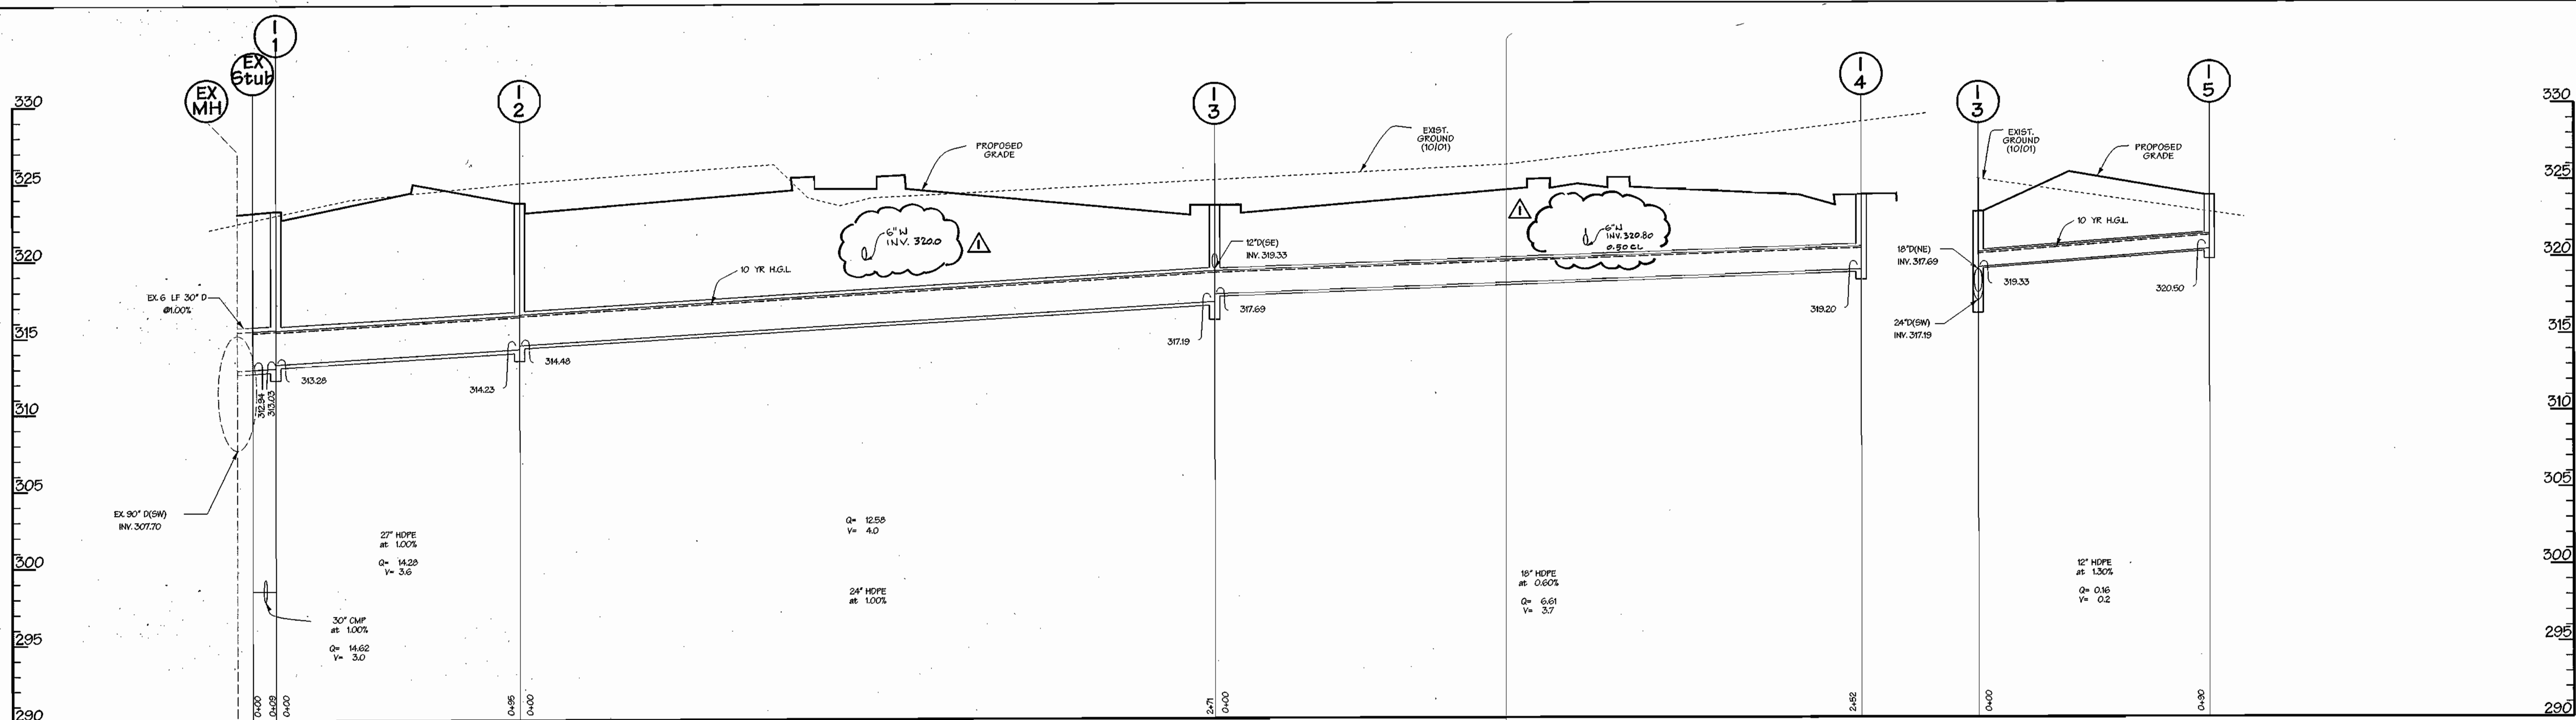 I
1
EX
Stub
EX
MH
I
2
I
3
I
4
I
3
I
5
330
325
320
315
310
305
300
295
290
330
325
320
315
310
305
300
295
290
PROPOSED
GRADE
EXIST.
GROUND
(10/01)
EXIST.
GROUND
(10/01)
PROPOSED
GRADE
6" W
INV. 320.0
1
1
6" W
INV. 320.80
0.50 CL
12"D(SE)
INV. 319.33
10 YR H.G.L.
10 YR H.G.L.
18"D(NE)
INV. 317.69
24"D(SW)
INV. 317.19
319.33
320.50
EX. 6 LF 30" D
@1.00%
312.94
313.03
313.28
314.23
314.48
317.19
317.69
319.20
EX. 90" D(SW)
INV. 307.70
27" HDPE
at 1.00%
Q= 14.28
V= 3.6
30" CMP
at 1.00%
Q= 14.62
V= 3.0
Q= 12.58
V= 4.0
24" HDPE
at 1.00%
18" HDPE
at 0.60%
Q= 6.61
V= 3.7
12" HDPE
at 1.30%
Q= 0.16
V= 0.2
0+00
0+09
0+00
0+95
0+00
2+71
0+00
2+52
0+00
0+90